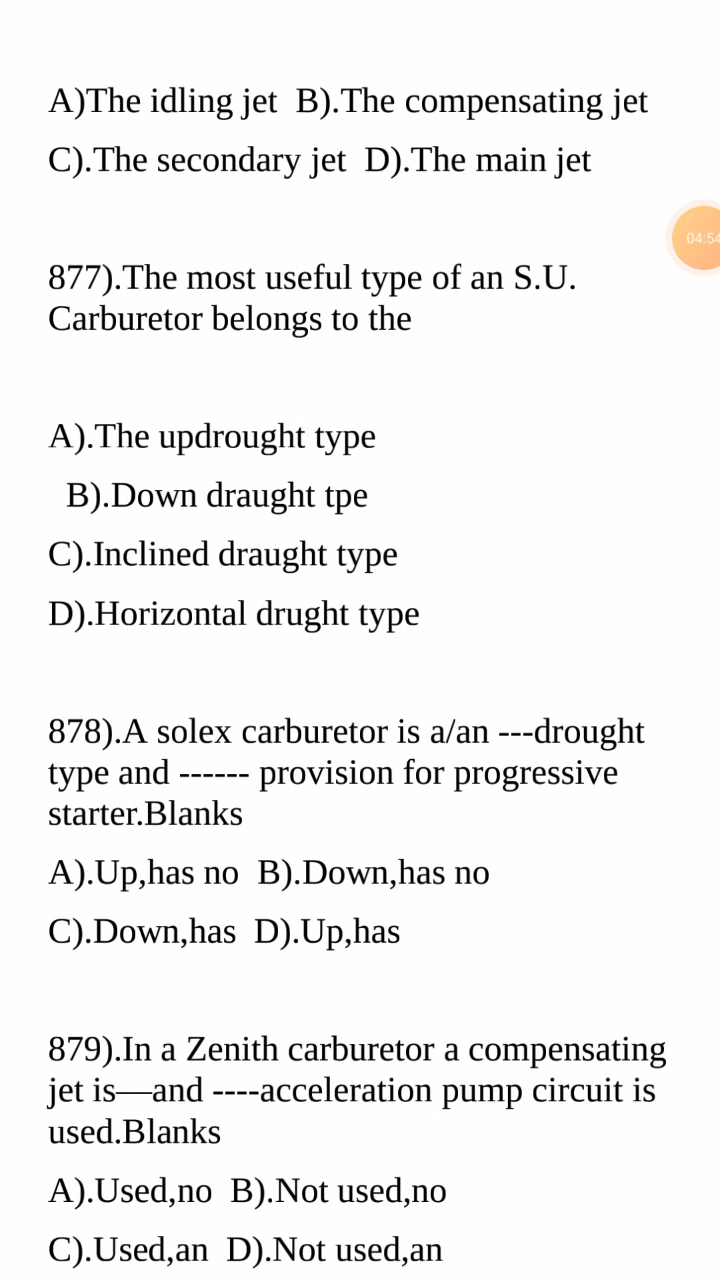 A)The idling jet  B).The compensating jet
C).The secondary jet  D).The main jet
04:54
877).The most useful type of an S.U.
Carburetor belongs to the
A).The updrought type
B).Down draught tpe
C).Inclined draught type
D).Horizontal drught type
878).A solex carburetor is a/an ---drought
type and ------ provision for progressive
starter.Blanks
A).Up,has no  B).Down,has no
C).Down,has  D).Up,has
879).In a Zenith carburetor a compensating
jet is—and ----acceleration pump circuit is
used.Blanks
A).Used,no  B).Not used,no
C).Used,an  D).Not used,an